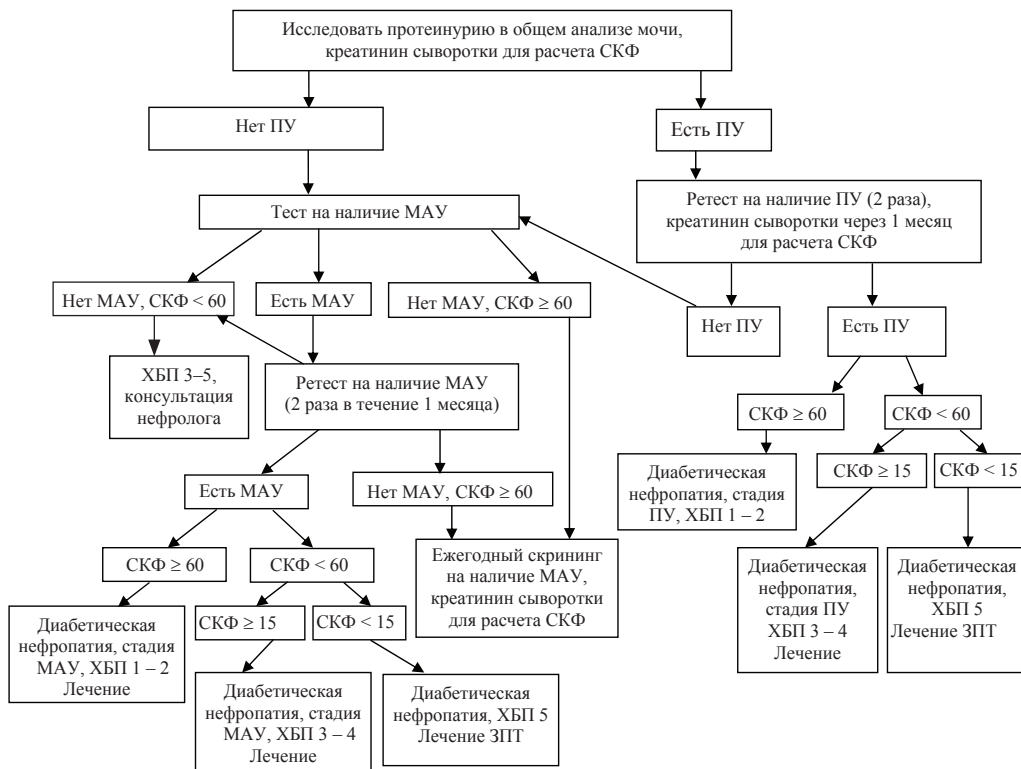 Исследовать протеинурию в общем анализе мочи,
креатинин сыворотки для расчета СКФ
Нет ПУ
Есть ПУ
Тест на наличие МАУ
Ретест на наличие ПУ (2 раза),
креатинин сыворотки через 1 месяц
для расчета СКФ
Нет МАУ, СКФ < 60
Есть МАУ
Нет МАУ, СКФ ≥ 60
Нет ПУ
Есть ПУ
ХБП 3–5,
консультация
нефролога
Ретест на наличие МАУ
(2 раза в течение 1 месяца)
СКФ ≥ 60
СКФ < 60
Есть МАУ
Нет МАУ, СКФ ≥ 60
Диабетическая
нефропатия, стадия
ПУ, ХБП 1 – 2
СКФ ≥ 15
СКФ < 15
СКФ ≥ 60
СКФ < 60
Ежегодный скрининг
на наличие МАУ,
креатинин сыворотки
для расчета СКФ
Диабетическая
нефропатия,
стадия ПУ
ХБП 3 – 4
Лечение
Диабетическая
нефропатия,
ХБП 5
Лечение ЗПТ
СКФ ≥ 15
СКФ < 15
Диабетическая
нефропатия, стадия
МАУ, ХБП 1 – 2
Лечение
Диабетическая
нефропатия, стадия
МАУ, ХБП 3 – 4
Лечение
Диабетическая
нефропатия, ХБП 5
Лечение ЗПТ